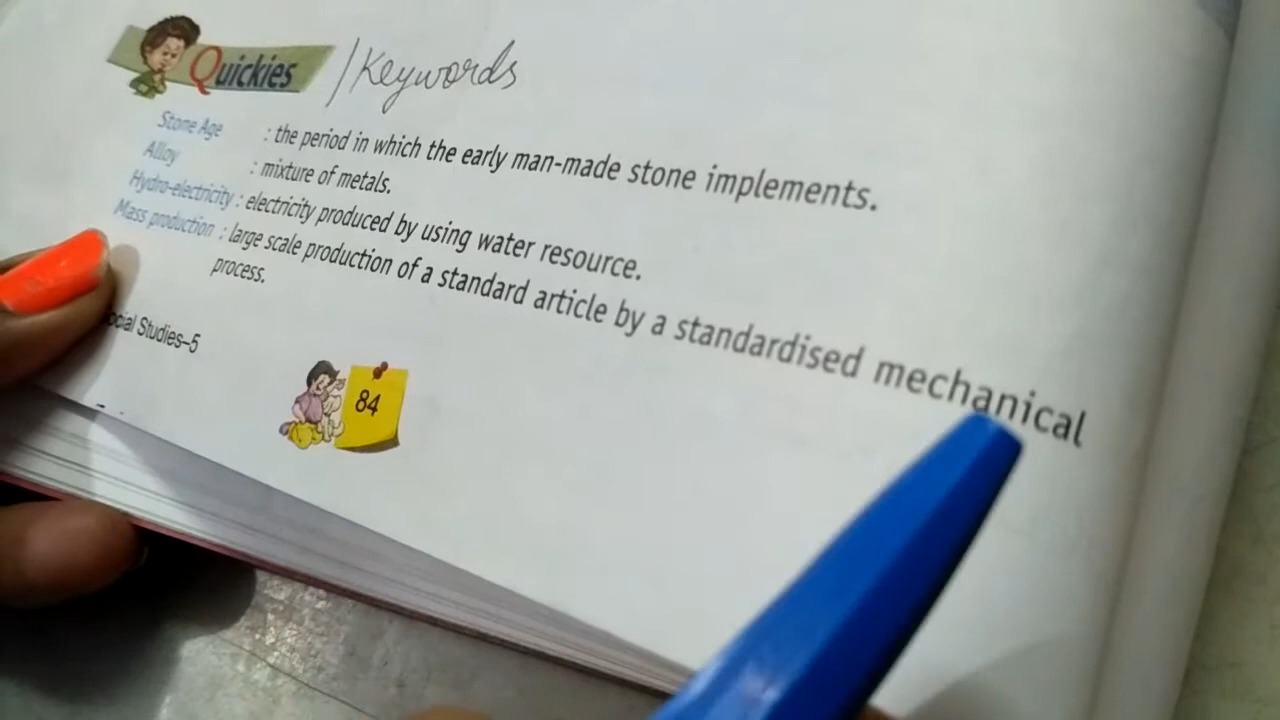 Quickies / Keywords
Stone Age : the period in which the early man-made stone implements.
Alloy : mixture of metals.
Hydro-electricity : electricity produced by using water resource.
Mass production : large scale production of a standard article by a standardised mechanical
process.
ocial Studies–5
84